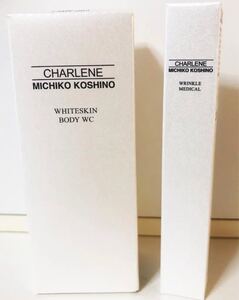 CHARLENE
MICHIKO KOSHINO
WHITESKIN
BODY WC
CHARLENE
MICHIKO KOSHINO
WRINKLE
MEDICAL